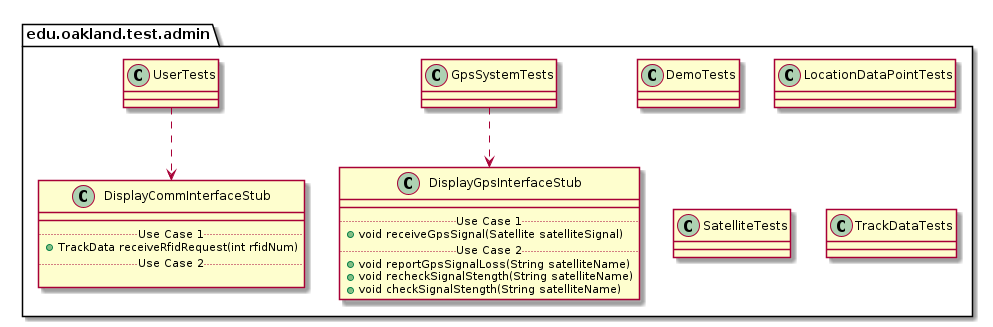 edu.oakland.test.admin
C UserTests
C GpsSystemTests
C DemoTests
C LocationDataPointTests
C DisplayCommInterfaceStub
Use Case 1
TrackData receiveRfidRequest(int rfidNum)
Use Case 2
C DisplayGpsInterfaceStub
Use Case 1
void receiveGpsSignal(Satellite satelliteSignal)
Use Case 2
void reportGpsSignalLoss(String satelliteName)
void recheckSignalStength(String satelliteName)
void checkSignalStength(String satelliteName)
C SatelliteTests
C TrackDataTests